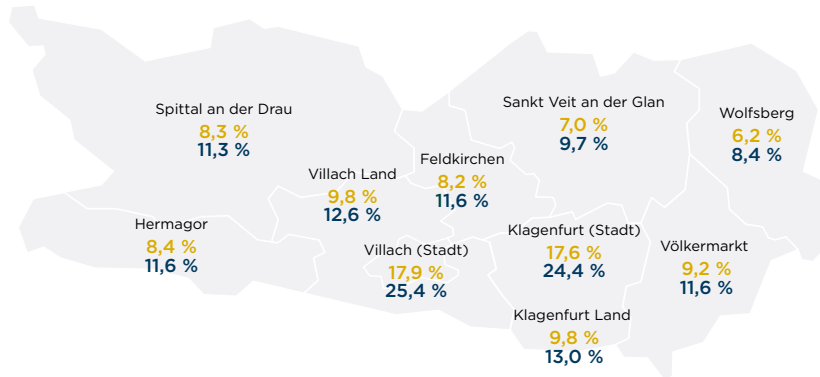 Spittal an der Drau
8,3 %
11,3 %
Sankt Veit an der Glan
7,0 %
9,7 %
Wolfsberg
6,2 %
8,4 %
Feldkirchen
8,2 %
11,6 %
Villach Land
9,8 %
12,6 %
Hermagor
8,4 %
11,6 %
Villach (Stadt)
17,9 %
25,4 %
Klagenfurt (Stadt)
17,6 %
24,4 %
Völkermarkt
9,2 %
11,6 %
Klagenfurt Land
9,8 %
13,0 %